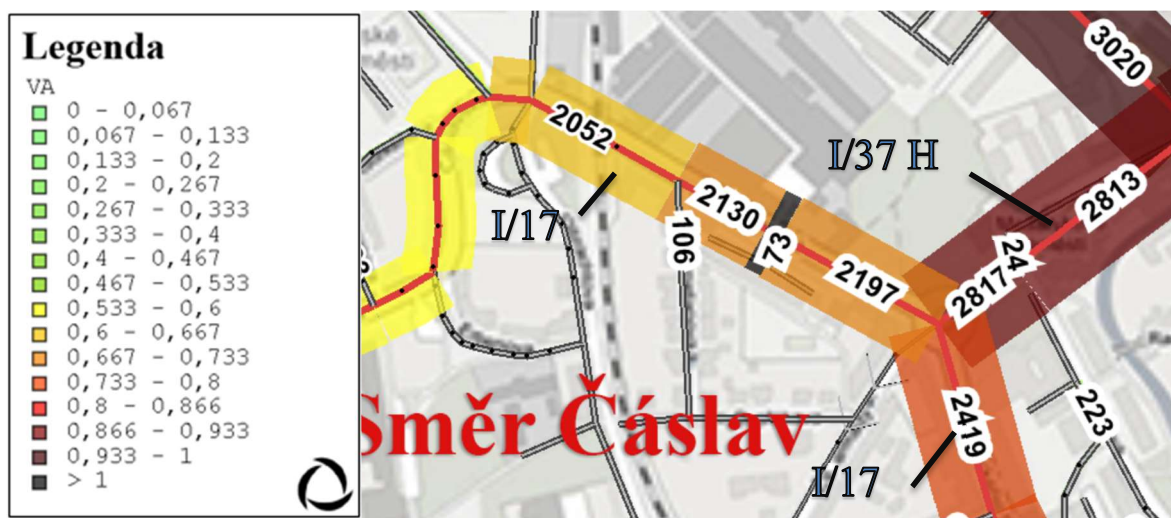 Legenda
VA
0 - 0,067
0,067 - 0,133
0,133 - 0,2
0,2 - 0,267
0,267 - 0,333
0,333 - 0,4
0,4 - 0,467
0,467 - 0,533
0,533 - 0,6
0,6 - 0,667
0,667 - 0,733
0,733 - 0,8
0,8 - 0,866
0,866 - 0,933
0,933 - 1
> 1
3020
2052
I/37 H
2813
2130
I/17
106
73
24
2197
2817
Směr Čáslav
2419
223
I/17